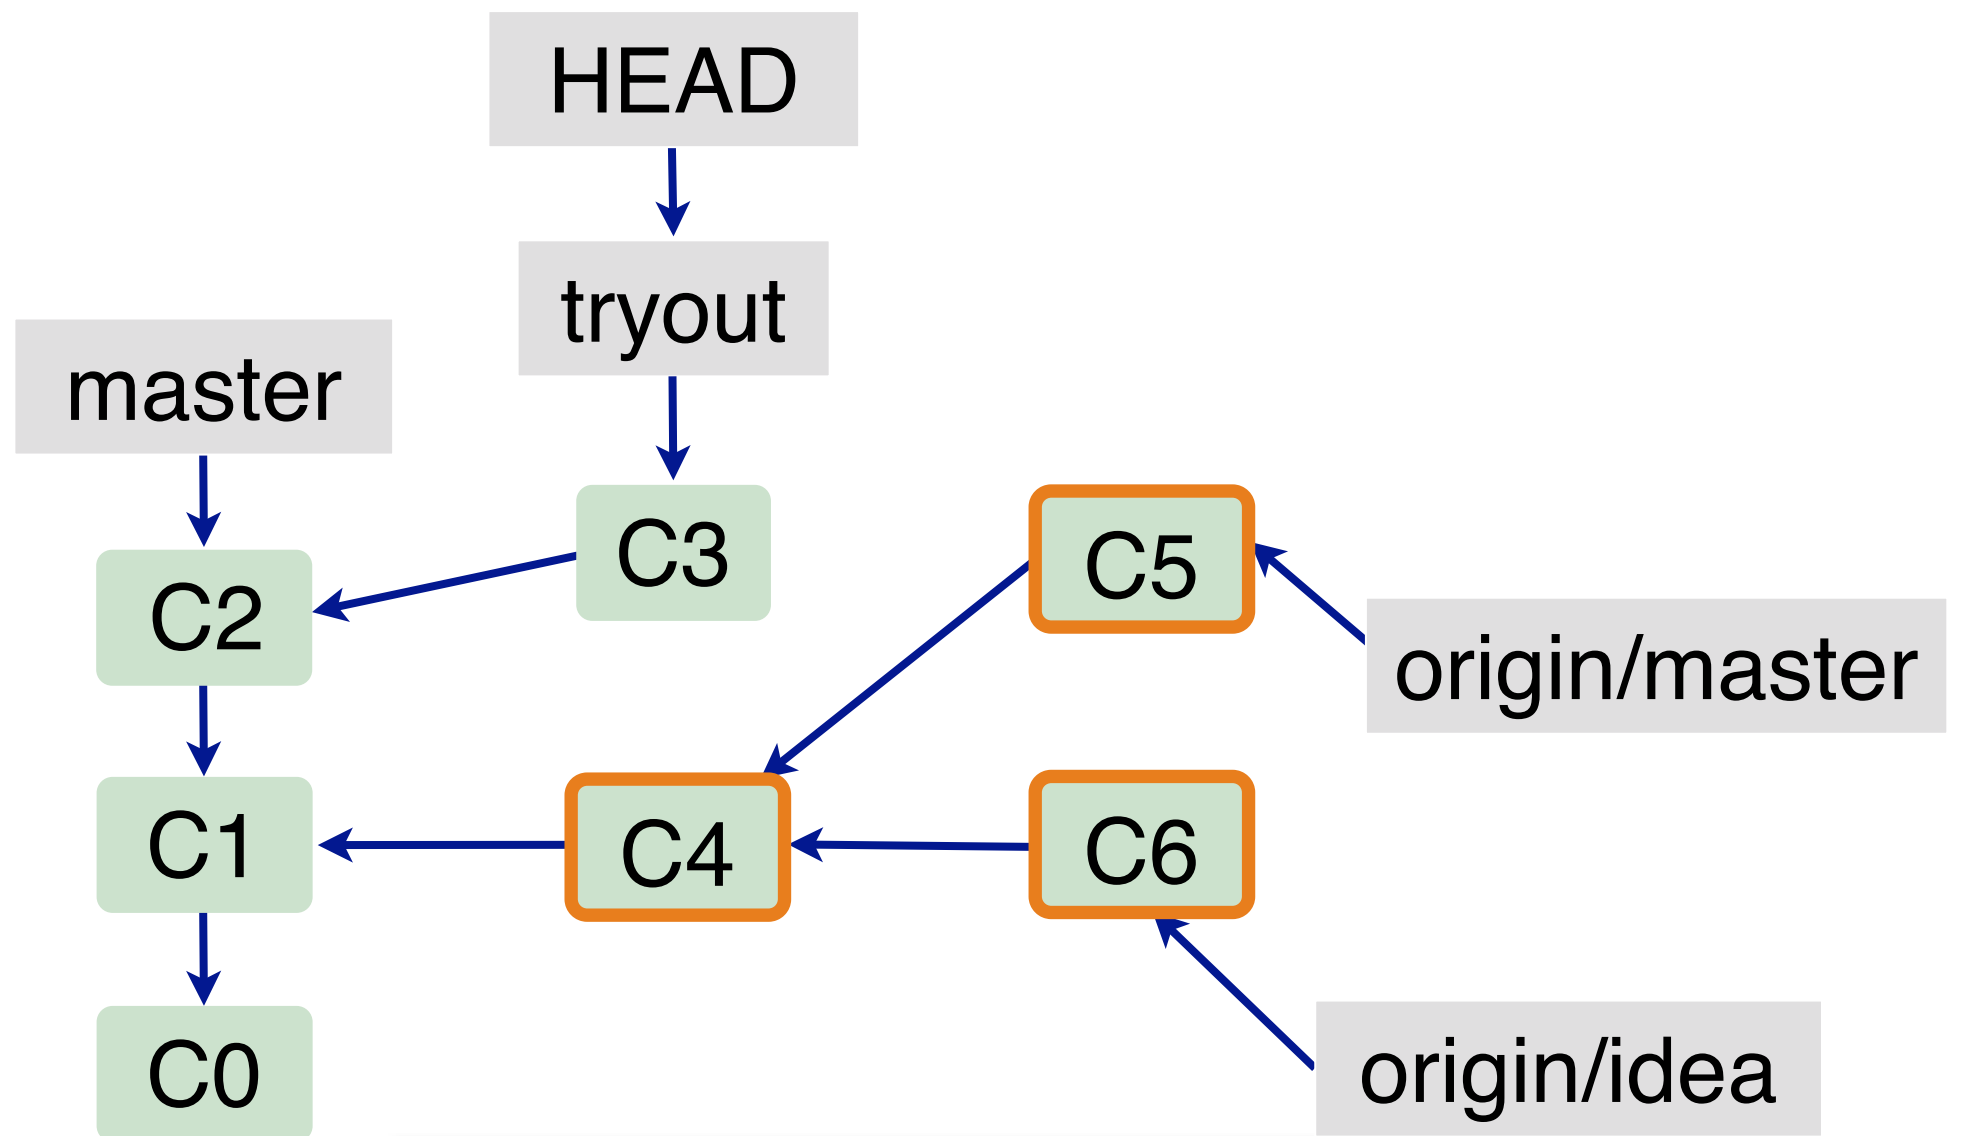 HEAD
tryout
master
C3
C5
C2
origin/master
C1
C4
C6
C0
origin/idea